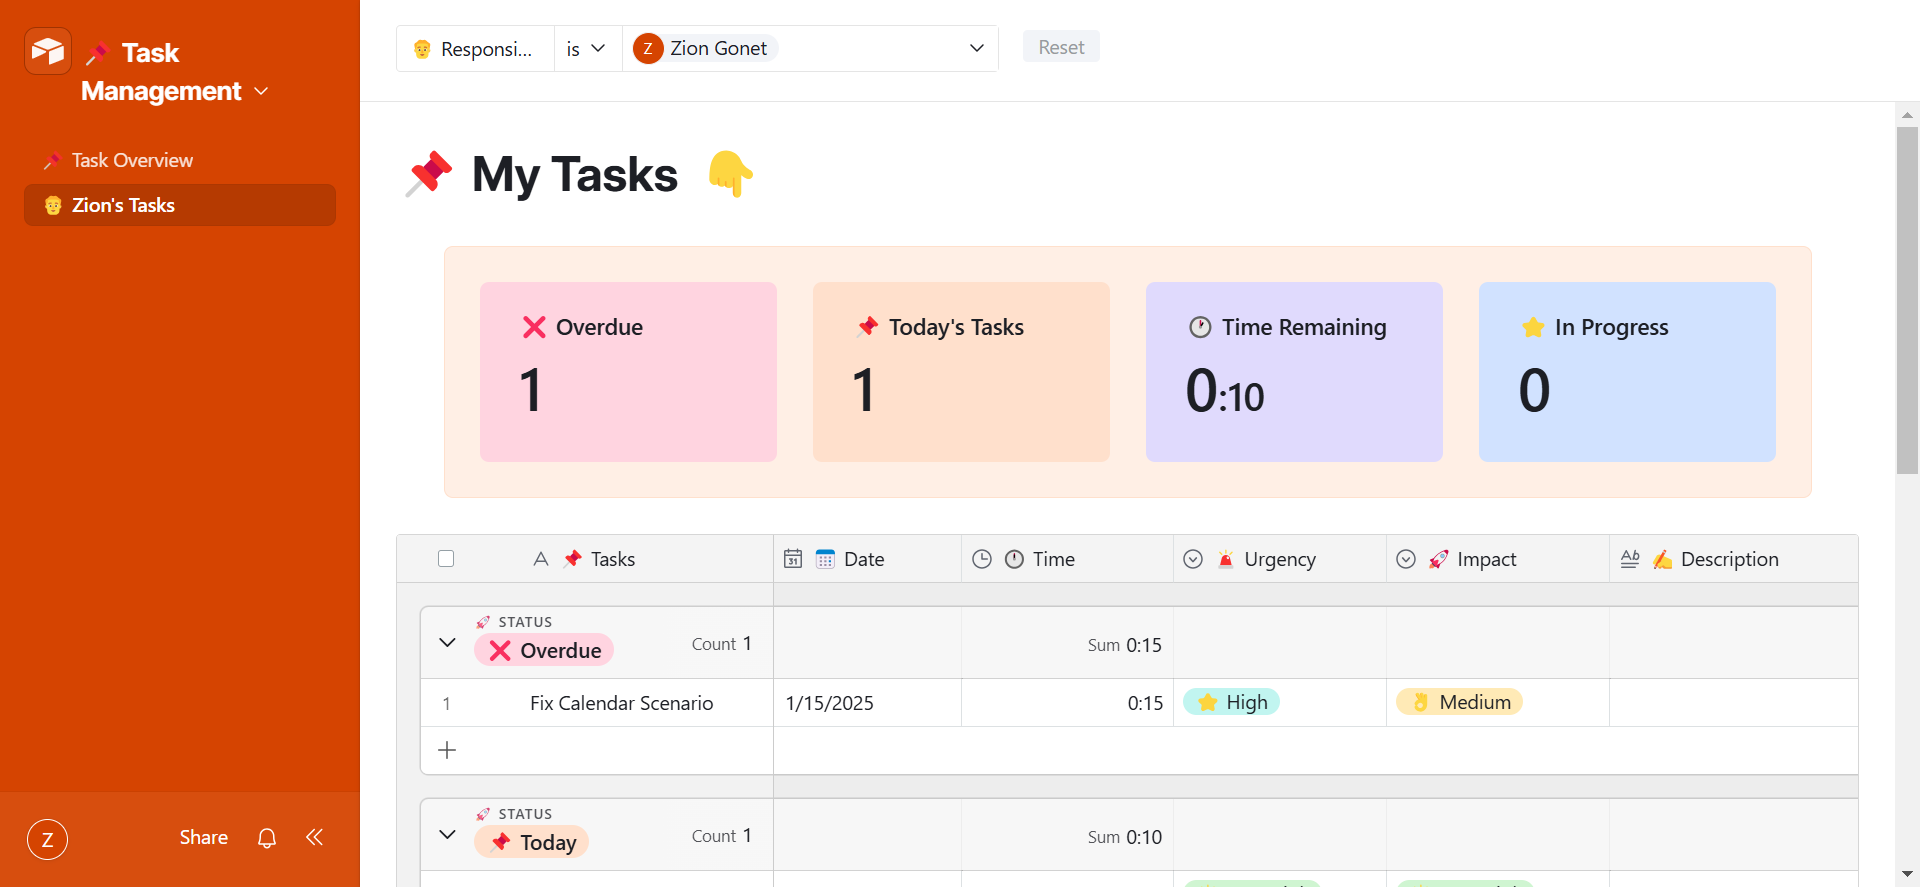 Task
Management
Task Overview
Zion's Tasks
Z
Share
Responsi...
is
Z Zion Gonet
Reset
My Tasks
Overdue
1
Today's Tasks
1
Time Remaining
0:10
In Progress
0
Tasks
31 Date
Time
Urgency
Impact
Ab Description
STATUS
Overdue
Count 1
Sum 0:15
1 Fix Calendar Scenario 1/15/2025 0:15 High Medium
STATUS
Today
Count 1
Sum 0:10